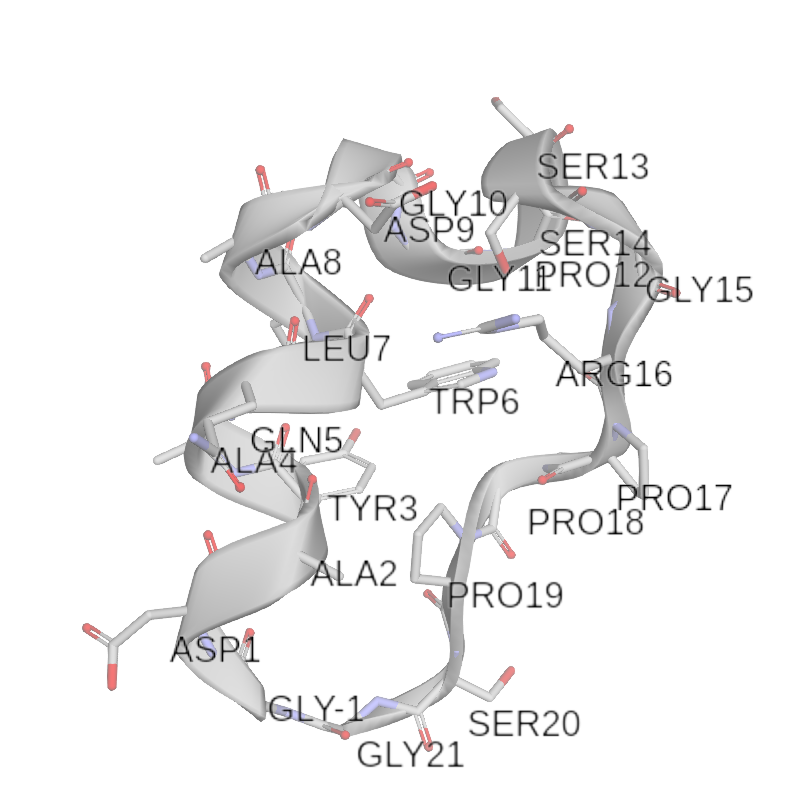 SER13
GLY10
ASP9
SER14
ALA8
GLY11
PRO12
GLY15
LEU7
ARG16
TRP6
GLN5
ALA4
PRO17
TYR3
PRO18
ALA2
PRO19
ASP1
GLY-1
SER20
GLY21